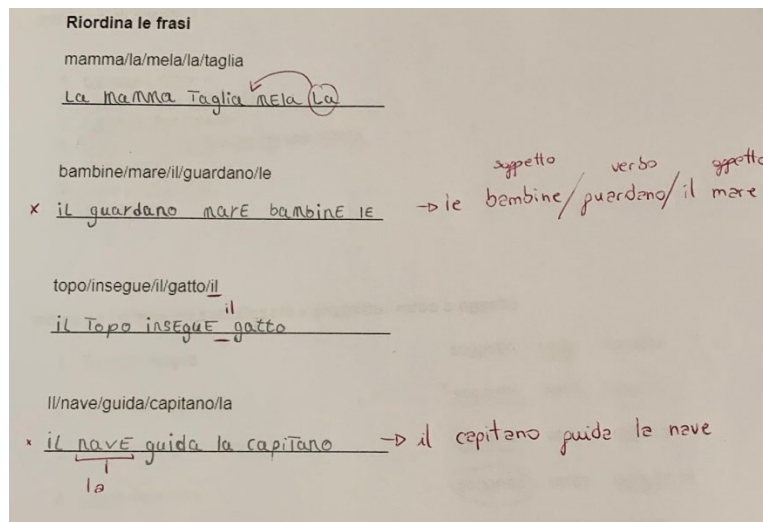 Riordina le frasi
mamma/la/mela/la/taglia
La mamma Taglia mEla La
bambine/mare/il/guardano/le
soggetto verbo oggetto
x iL guardano marE bambinE lE → le bambine/guardano/il mare
topo/insegue/il/gatto/il
il
iL Topo insEguE gatto
Il/nave/guida/capitano/la
x iL navE guida la capiTano → il capitano guida la nave
la